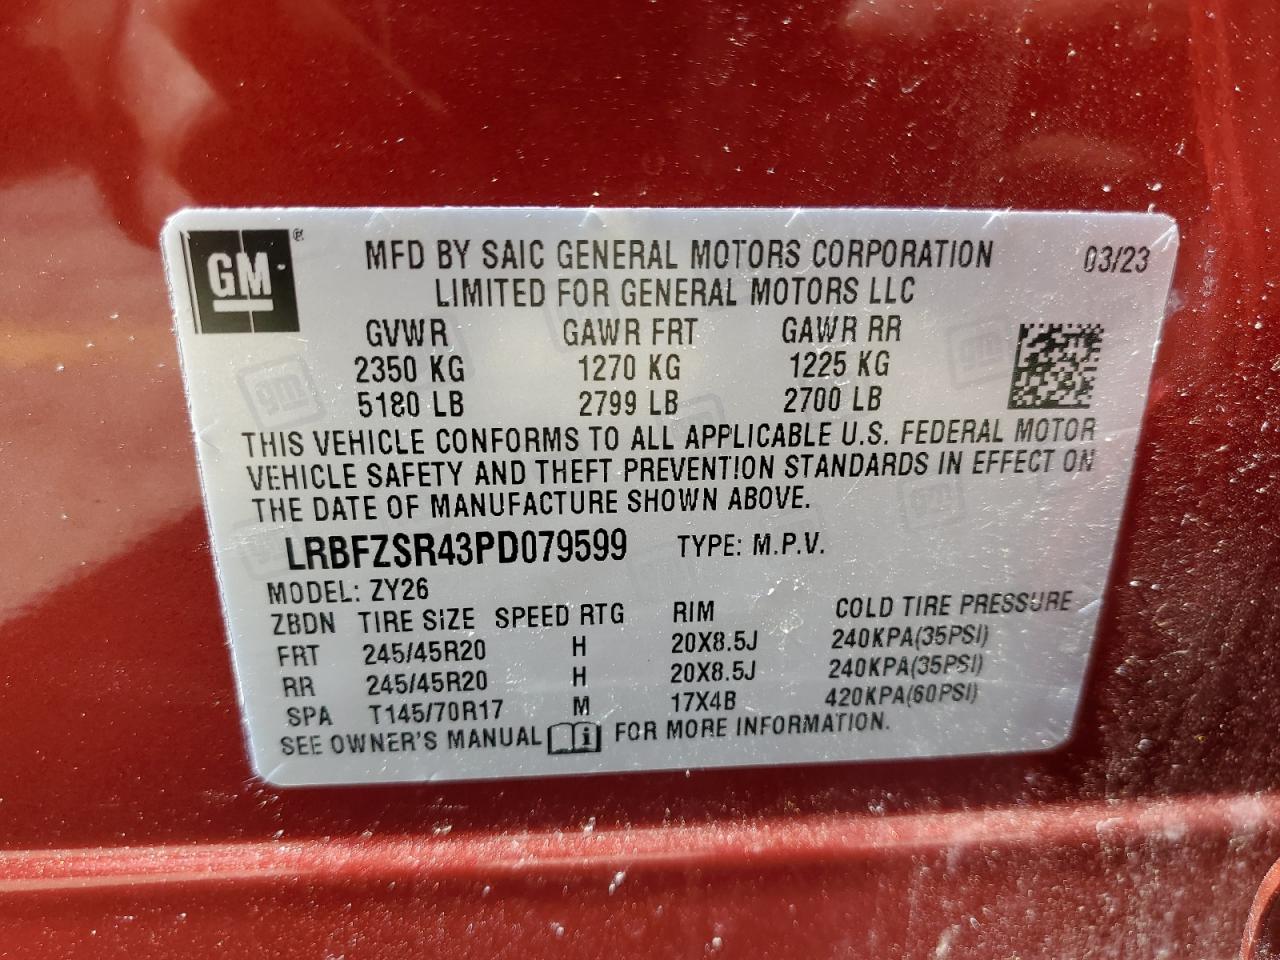 GM ® MFD BY SAIC GENERAL MOTORS CORPORATION 03/23
LIMITED FOR GENERAL MOTORS LLC
GVWR GAWR FRT GAWR RR
2350 KG 1270 KG 1225 KG
5180 LB 2799 LB 2700 LB
THIS VEHICLE CONFORMS TO ALL APPLICABLE U.S. FEDERAL MOTOR
VEHICLE SAFETY AND THEFT PREVENTION STANDARDS IN EFFECT ON
THE DATE OF MANUFACTURE SHOWN ABOVE.
LRBFZSR43PD079599 TYPE: M.P.V.
MODEL: ZY26
ZBDN TIRE SIZE SPEED RTG RIM COLD TIRE PRESSURE
FRT 245/45R20 H 20X8.5J 240KPA(35PSI)
RR 245/45R20 H 20X8.5J 240KPA(35PSI)
SPA T145/70R17 M 17X4B 420KPA(60PSI)
SEE OWNER'S MANUAL i FOR MORE INFORMATION.